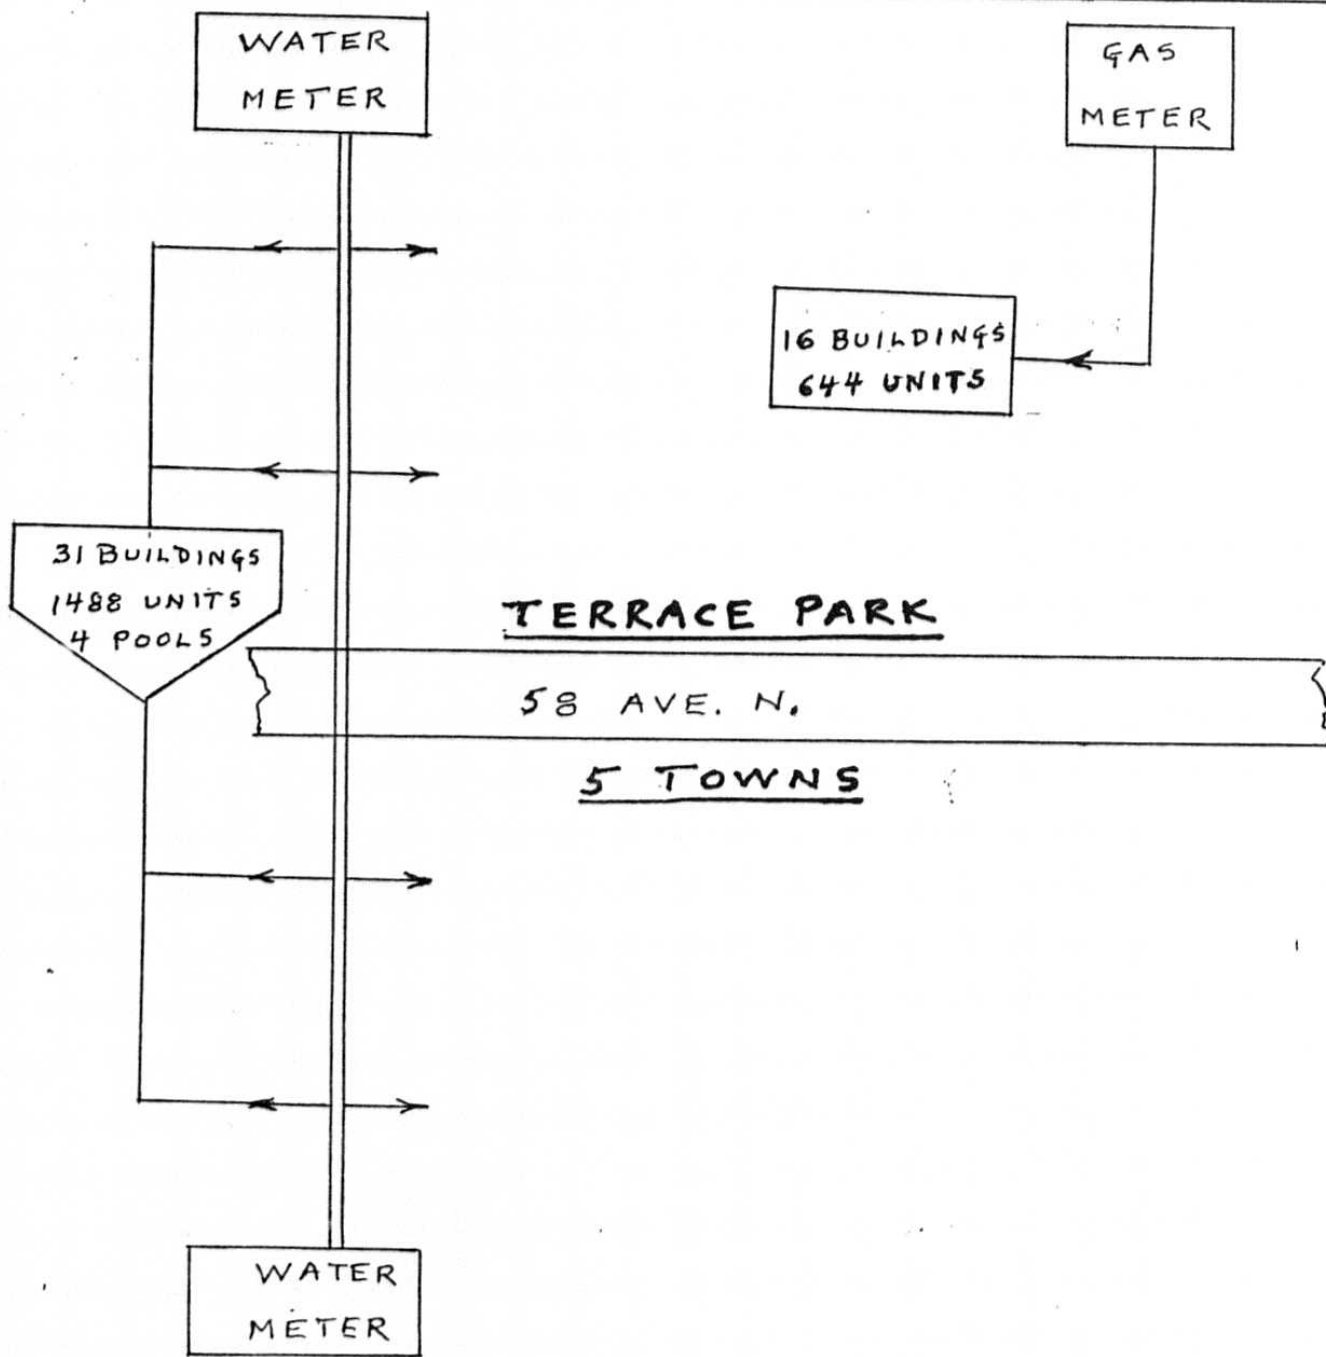 WATER
METER
GAS
METER
16 BUILDINGS
644 UNITS
31 BUILDINGS
1488 UNITS
4 POOLS
TERRACE PARK
58 AVE. N.
5 TOWNS
WATER
METER